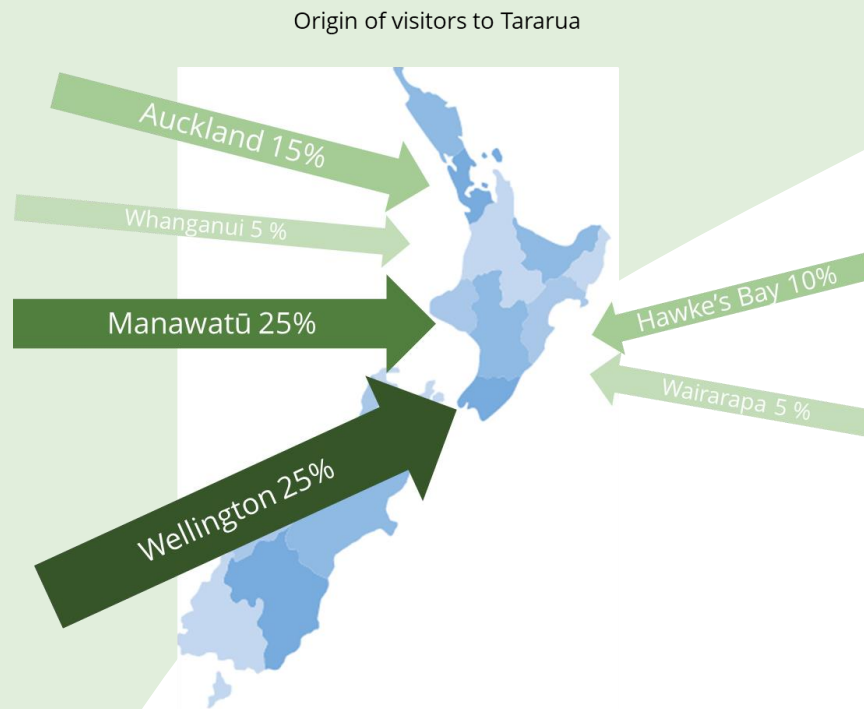 Origin of visitors to Tararua
Auckland 15%
Whanganui 5 %
Manawatū 25%
Hawke's Bay 10%
Wairarapa 5 %
Wellington 25%